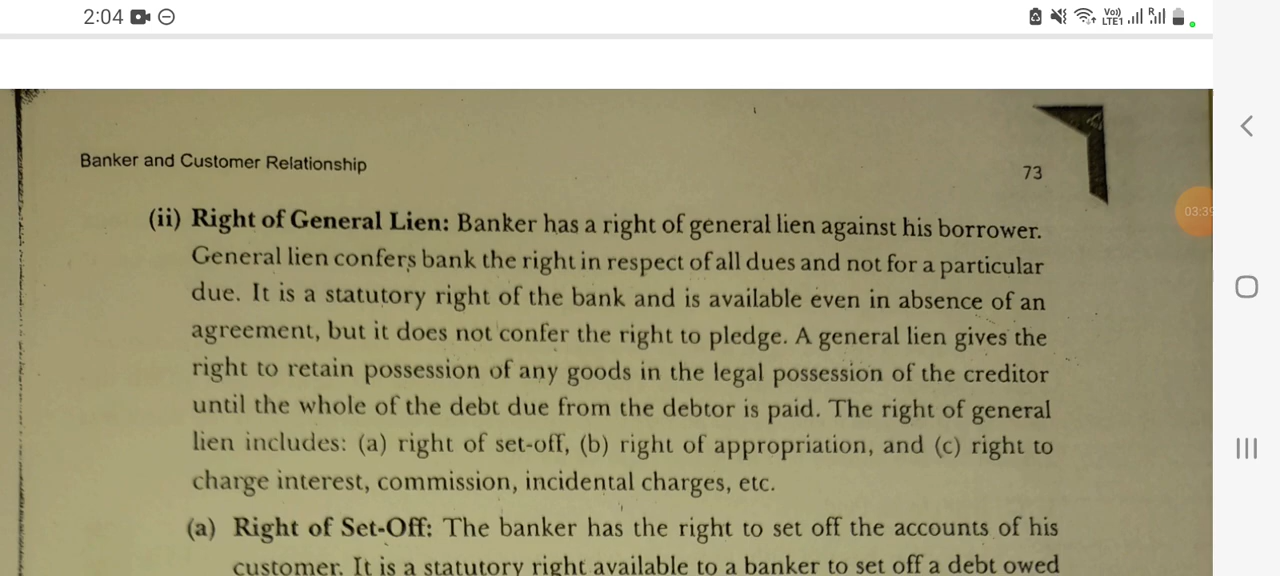 2:04
Vo))
LTE1
R
Banker and Customer Relationship
73
03:39
(ii) Right of General Lien: Banker has a right of general lien against his borrower.
General lien confers bank the right in respect of all dues and not for a particular
due. It is a statutory right of the bank and is available even in absence of an
agreement, but it does not confer the right to pledge. A general lien gives the
right to retain possession of any goods in the legal possession of the creditor
until the whole of the debt due from the debtor is paid. The right of general
lien includes: (a) right of set-off, (b) right of appropriation, and (c) right to
charge interest, commission, incidental charges, etc.
(a) Right of Set-Off: The banker has the right to set off the accounts of his
customer. It is a statutory right available to a banker to set off a debt owed